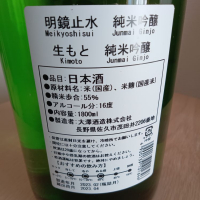 明鏡止水 純米吟醸
Meikyoshisui Junmai Ginjo
生もと 純米吟醸
Kimoto Junmai Ginjo
■品目:日本酒
■原材料名:米(国産)、米麹(国産米)
■精米歩合:55%
■アルコール分:16度
■内容量:1800ml
■製造者:大澤酒造株式会社
長野県佐久市茂田井2206番地